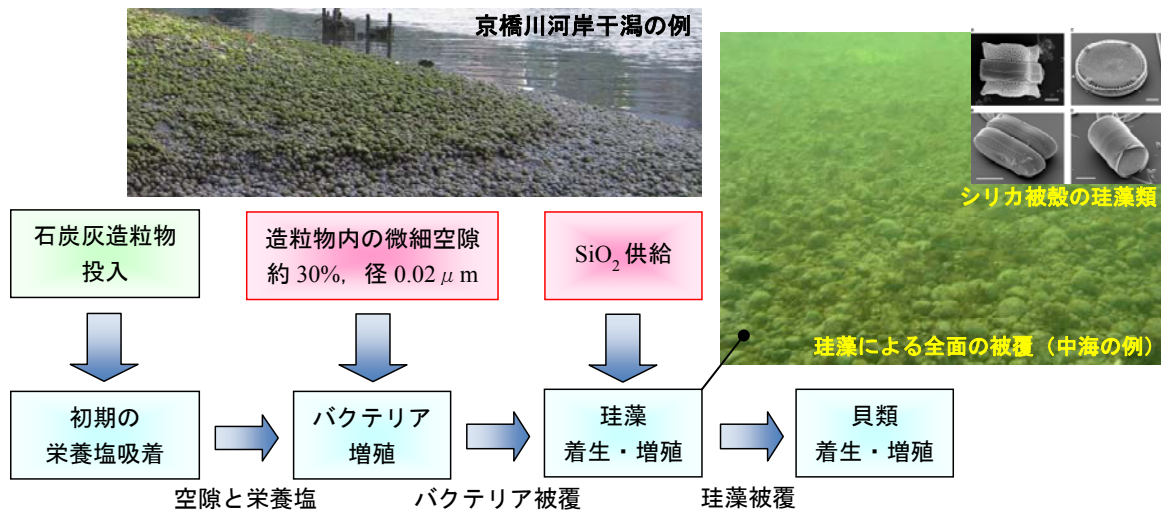 京橋川河岸干潟の例
シリカ被殻の珪藻類
石炭灰造粒物
投入
造粒物内の微細空隙
約 30%, 径 0.02μm
SiO₂ 供給
珪藻による全面の被覆（中海の例）
初期の
栄養塩吸着
バクテリア
増殖
珪藻
着生・増殖
貝類
着生・増殖
空隙と栄養塩
バクテリア被覆
珪藻被覆